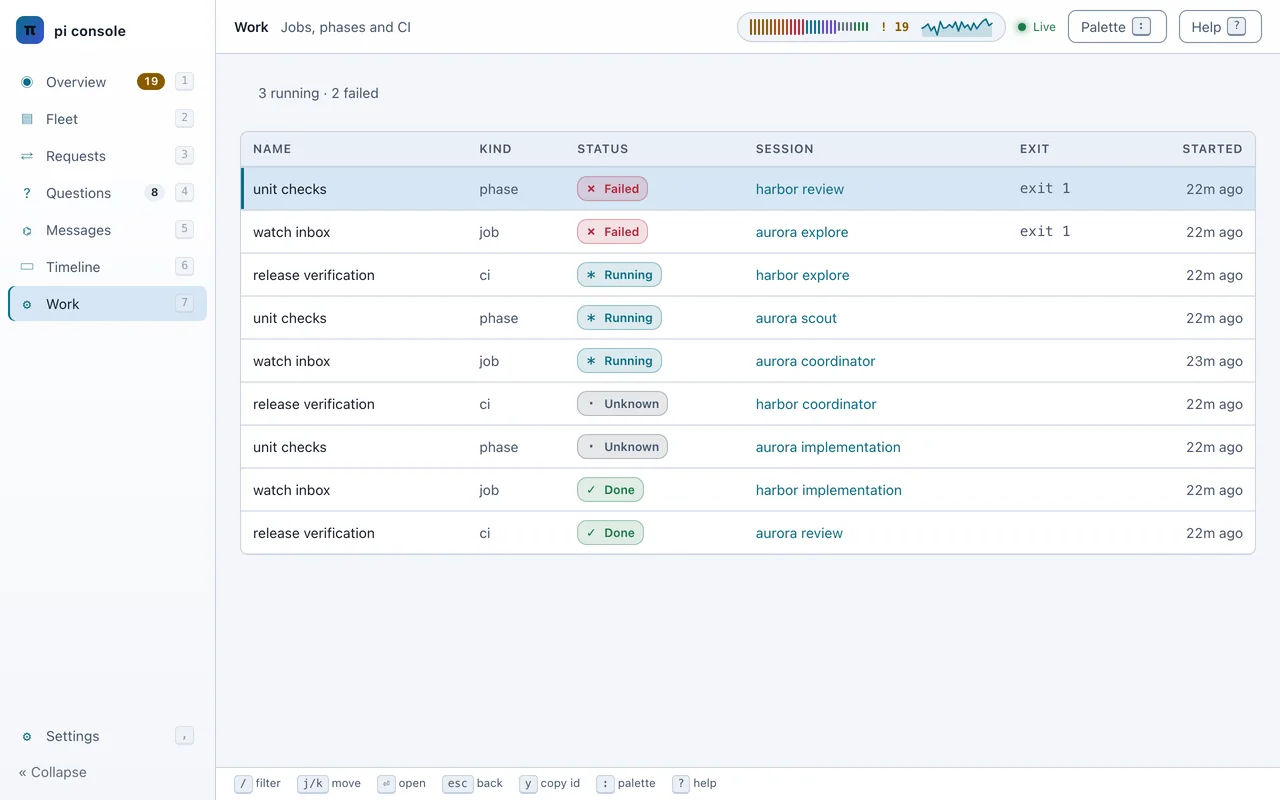 π pi console
Overview 19 1
Fleet 2
Requests 3
Questions 8 4
Messages 5
Timeline 6
Work 7
Settings ,
« Collapse
Work Jobs, phases and CI ! 19 Live Palette : Help ?
3 running · 2 failed
NAME KIND STATUS SESSION EXIT STARTED
unit checks phase × Failed harbor review exit 1 22m ago
watch inbox job × Failed aurora explore exit 1 22m ago
release verification ci * Running harbor explore 22m ago
unit checks phase * Running aurora scout 22m ago
watch inbox job * Running aurora coordinator 23m ago
release verification ci · Unknown harbor coordinator 22m ago
unit checks phase · Unknown aurora implementation 22m ago
watch inbox job ✓ Done harbor implementation 22m ago
release verification ci ✓ Done aurora review 22m ago
/ filter j/k move ⏎ open esc back y copy id : palette ? help